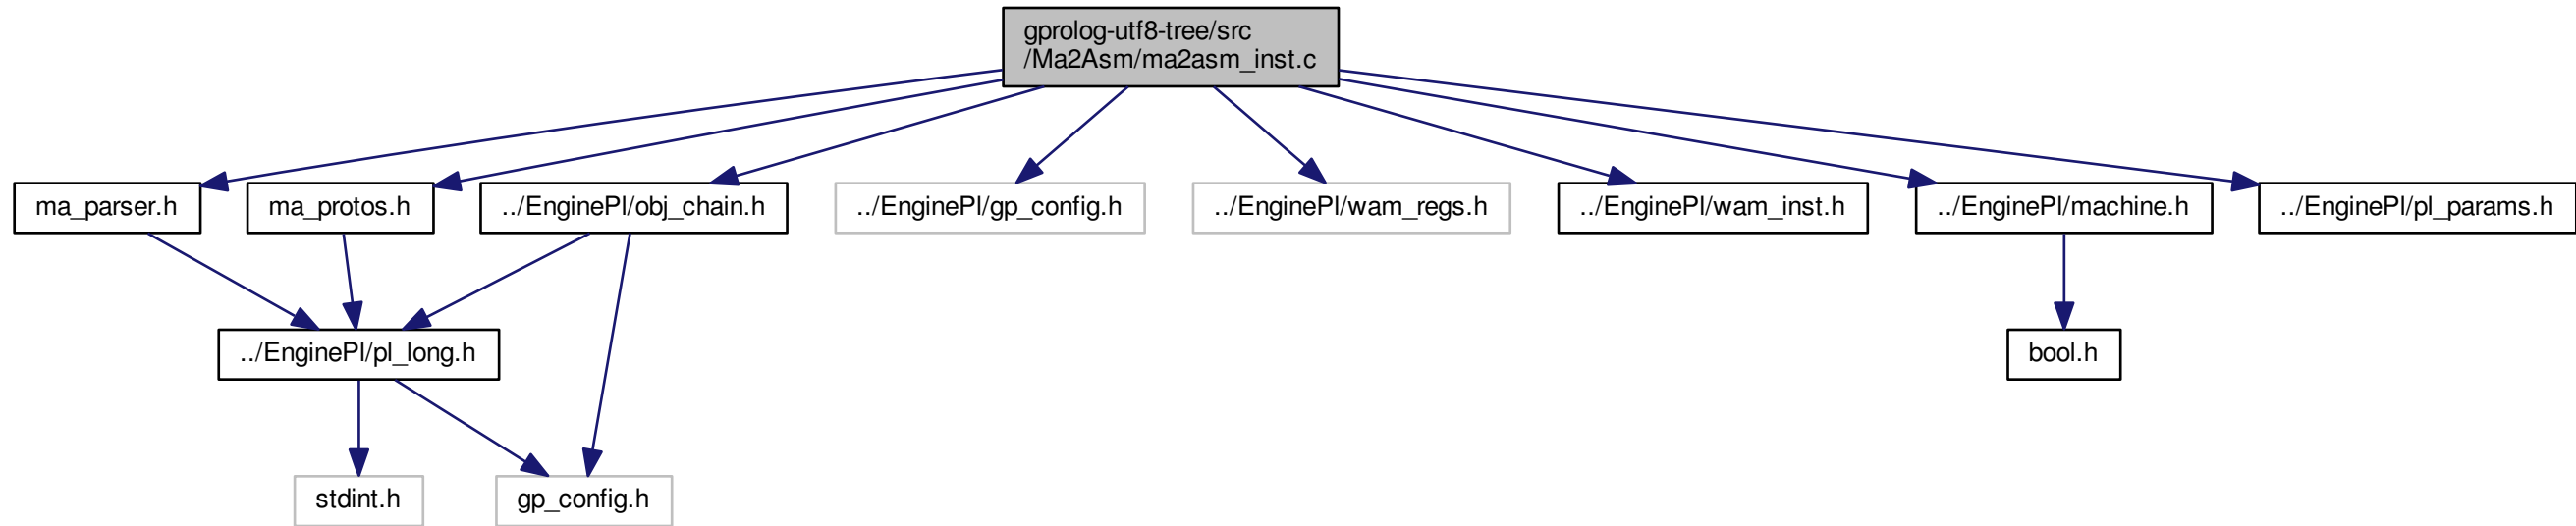 gprolog-utf8-tree/src
/Ma2Asm/ma2asm_inst.c
ma_parser.h
ma_protos.h
../EnginePl/obj_chain.h
../EnginePl/gp_config.h
../EnginePl/wam_regs.h
../EnginePl/wam_inst.h
../EnginePl/machine.h
../EnginePl/pl_params.h
../EnginePl/pl_long.h
bool.h
stdint.h
gp_config.h